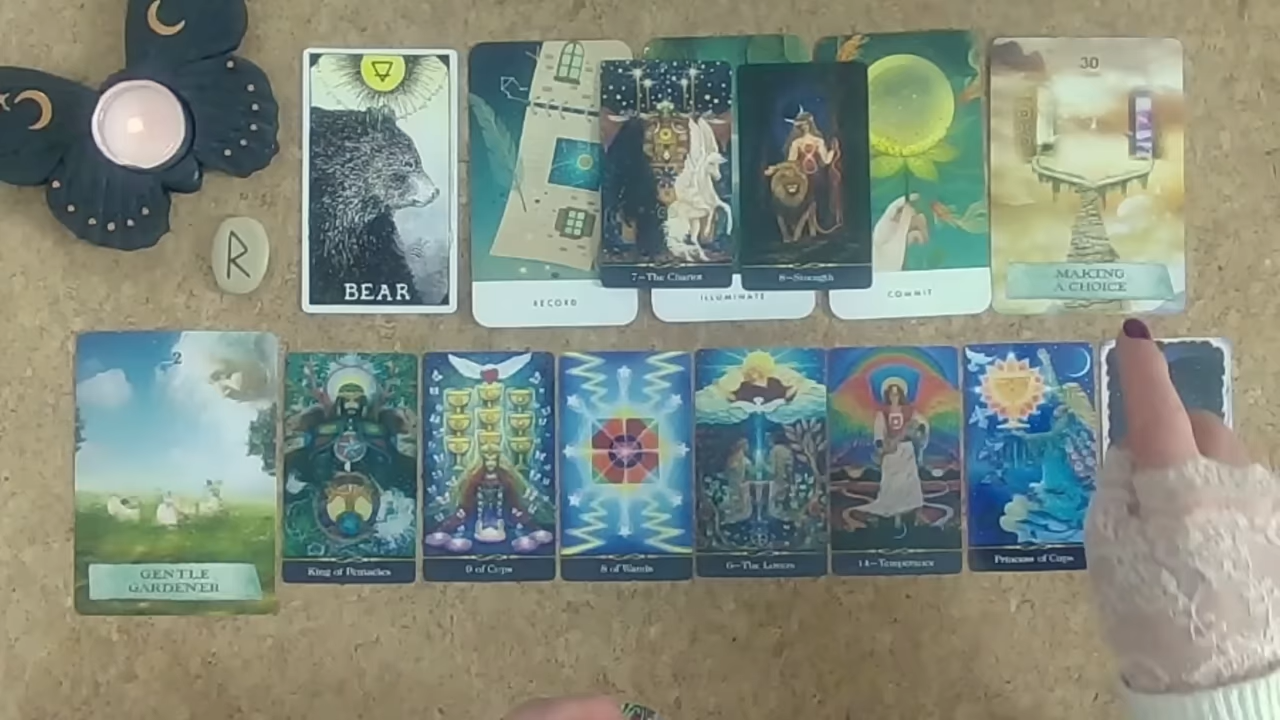 30
BEAR
RECORD
7-The Chariot
8-Strength
ILLUMINATE
COMMIT
MAKING
A CHOICE
R
2
GENTLE
GARDENER
King of Pentacles
9 of Cups
8 of Wands
6-The Lovers
14-Temperance
Princess of Cups